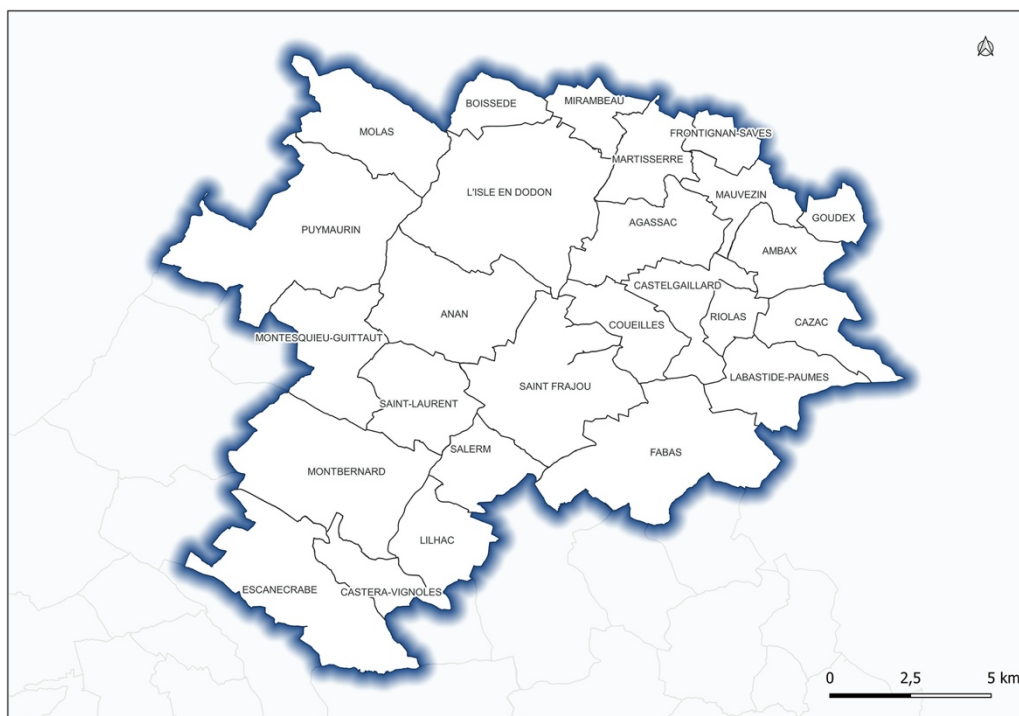 BOISSEDE
MIRAMBEAU
MOLAS
FRONTIGNAN-SAVES
MARTISSERRE
L'ISLE EN DODON
MAUVEZIN
GOUDEX
PUYMAURIN
AGASSAC
AMBAX
CASTELGAILLARD
ANAN
COUEILLES
RIOLAS
CAZAC
MONTESQUIEU-GUITTAUT
LABASTIDE-PAUMES
SAINT FRAJOU
SAINT-LAURENT
SALERM
FABAS
MONTBERNARD
LILHAC
ESCANECRABE
CASTERA-VIGNOLES
0 2,5 5 km